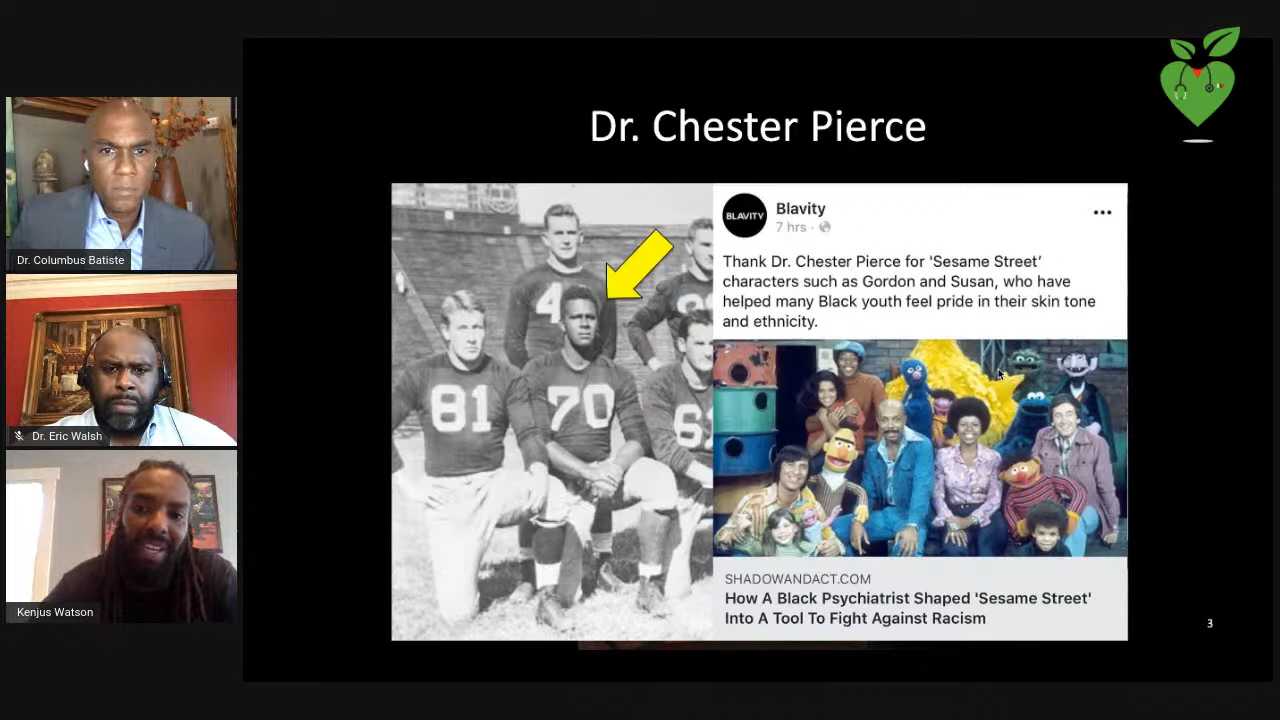 Dr. Chester Pierce
Dr. Columbus Batiste
Dr. Eric Walsh
Kenjus Watson
4
81
70
BLAVITY
Blavity
7 hrs ·
Thank Dr. Chester Pierce for 'Sesame Street'
characters such as Gordon and Susan, who have
helped many Black youth feel pride in their skin tone
and ethnicity.
SHADOWANDACT.COM
How A Black Psychiatrist Shaped 'Sesame Street'
Into A Tool To Fight Against Racism
3